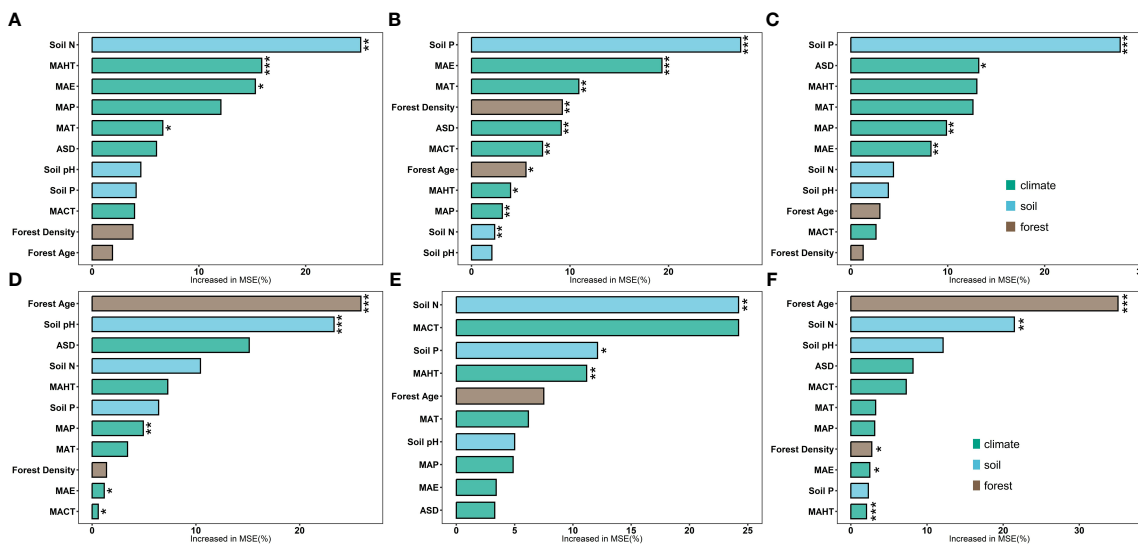 A
Soil N
**
MAHT
***
MAE
*
MAP
MAT
*
ASD
Soil pH
Soil P
MACT
Forest Density
Forest Age
0
10
20
Increased in MSE(%)
B
Soil P
***
MAE
***
MAT
**
Forest Density
**
ASD
**
MACT
**
Forest Age
*
MAHT
*
MAP
**
Soil N
**
Soil pH
0
10
20
Increased in MSE(%)
C
Soil P
***
ASD
*
MAHT
MAT
MAP
**
MAE
**
Soil N
Soil pH
Forest Age
MACT
Forest Density
climate
soil
forest
0
10
20
Increased in MSE(%)
D
Forest Age
***
Soil pH
***
ASD
Soil N
MAHT
Soil P
MAP
**
MAT
Forest Density
MAE
*
MACT
*
0
10
20
Increased in MSE(%)
E
Soil N
**
MACT
Soil P
*
MAHT
**
Forest Age
MAT
Soil pH
MAP
MAE
ASD
0
5
10
15
20
Increased in MSE(%)
F
Forest Age
***
Soil N
**
Soil pH
ASD
MACT
MAT
MAP
Forest Density
*
MAE
*
Soil P
MAHT
***
climate
soil
forest
0
10
20
30
Increased in MSE(%)